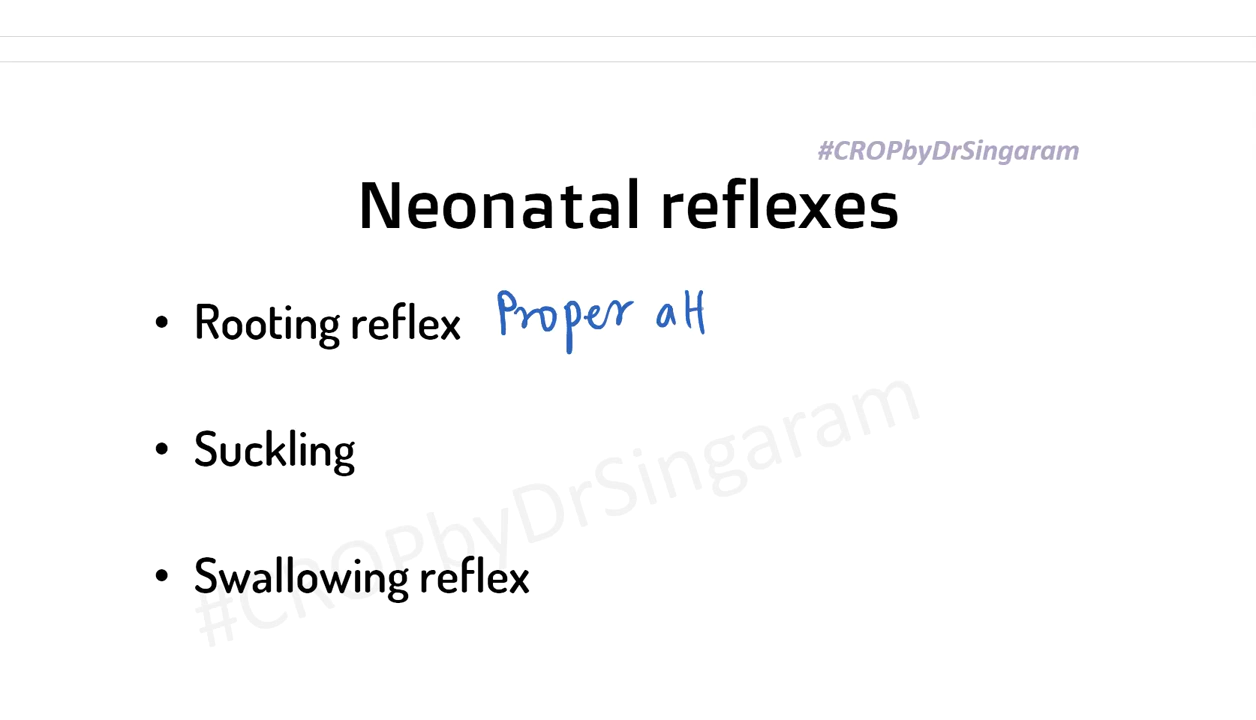 #CROPbyDrSingaram
Neonatal reflexes
• Rooting reflex Proper att
• Suckling
• Swallowing reflex
#CROPbyDrSingaram